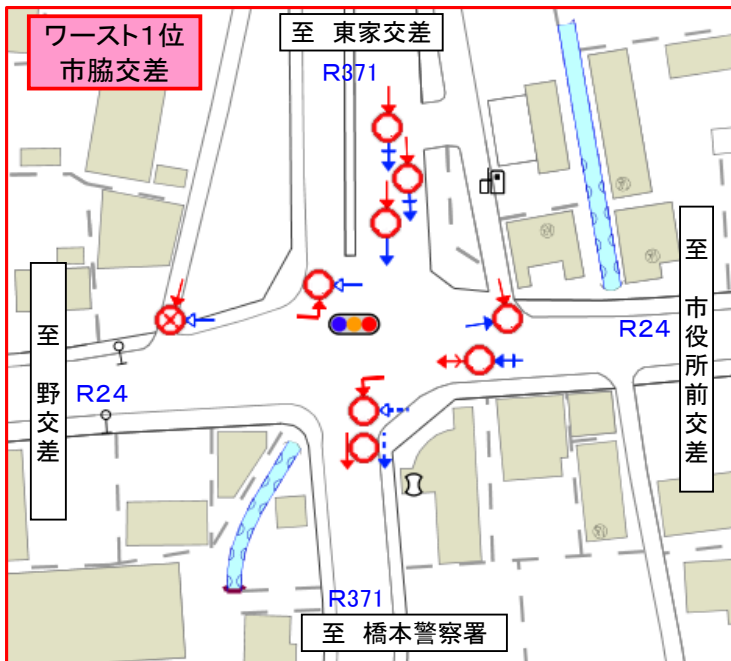 ワースト1位
市脇交差
至 東家交差
R371
至 市役所前交差
R24
至 野交差
R24
R371
至 橋本警察署